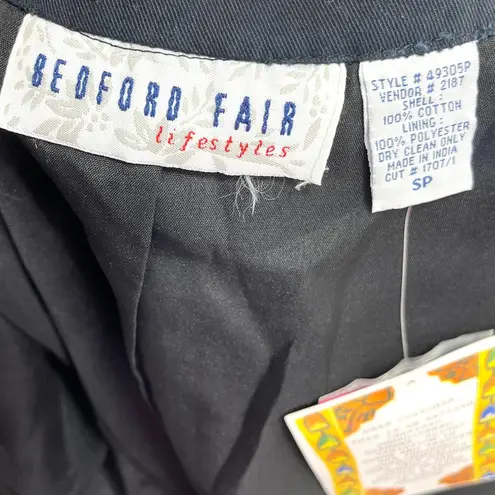 BEDFORD FAIR
lifestyles
STYLE # 49305P
VENDOR # 2187
SHELL:
100% COTTON
LINING:
100% POLYESTER
DRY CLEAN ONLY
MADE IN INDIA
CUT # 1707/1
SP